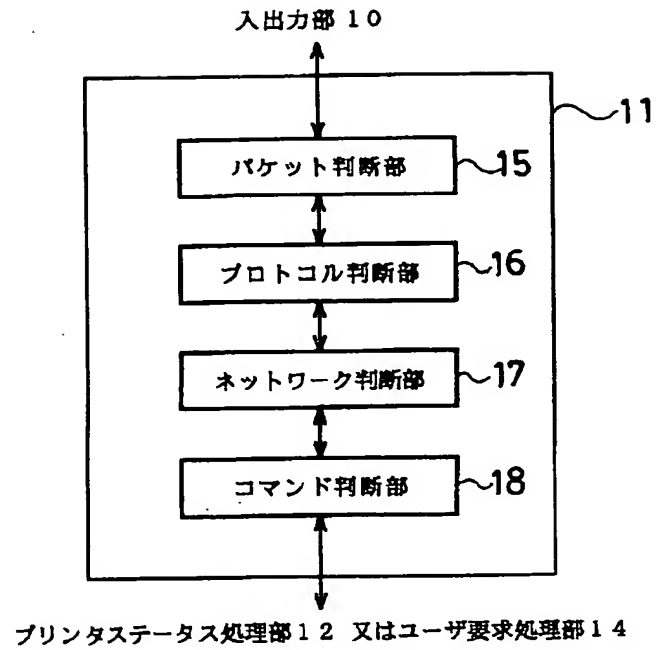 入出力部 10
11
パケット判断部
15
プロトコル判断部
16
ネットワーク判断部
17
コマンド判断部
18
プリンタステータス処理部12 又はユーザ要求処理部14